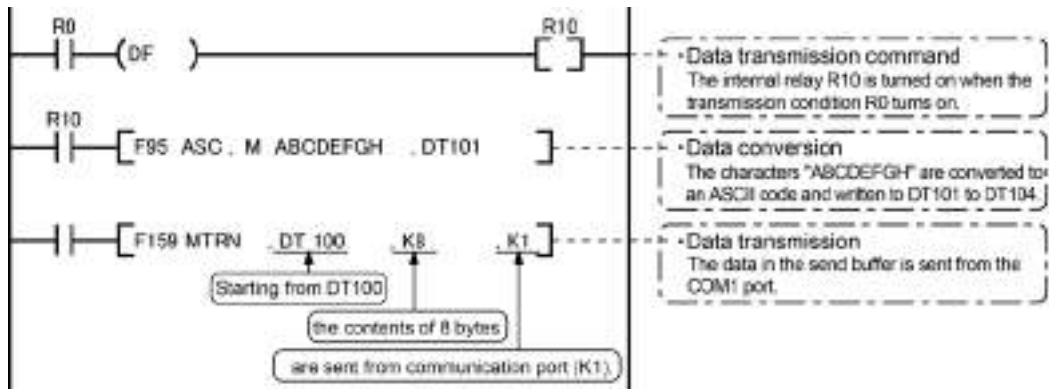 R0
DF
R10
·Data transmission command
The internal relay R10 is turned on when the
transmission condition R0 turns on.
R10
F95 ASC , M ABCDEFGH , DT101
·Data conversion
The characters "ABCDEFGH" are converted to
an ASCII code and written to DT101 to DT104.
F159 MTRN , DT 100 , K8 , K1
·Data transmission
The data in the send buffer is sent from the
COM1 port.
Starting from DT100
the contents of 8 bytes
are sent from communication port (K1).